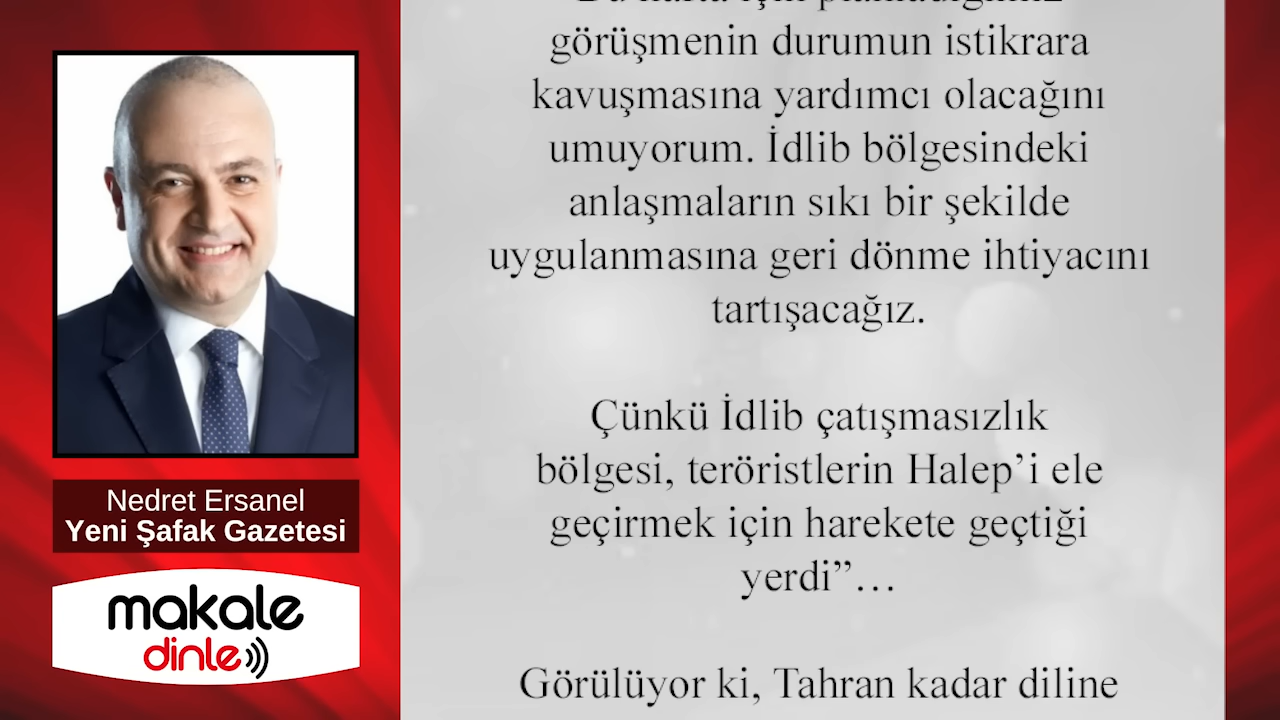 Nedret Ersanel
Yeni Şafak Gazetesi
makale
dinle
görüşmenin durumun istikrara
kavuşmasına yardımcı olacağını
umuyorum. İdlib bölgesindeki
anlaşmaların sıkı bir şekilde
uygulanmasına geri dönme ihtiyacını
tartışacağız.
Çünkü İdlib çatışmasızlık
bölgesi, teröristlerin Halep’i ele
geçirmek için harekete geçtiği
yerdi”…
Görülüyor ki, Tahran kadar diline